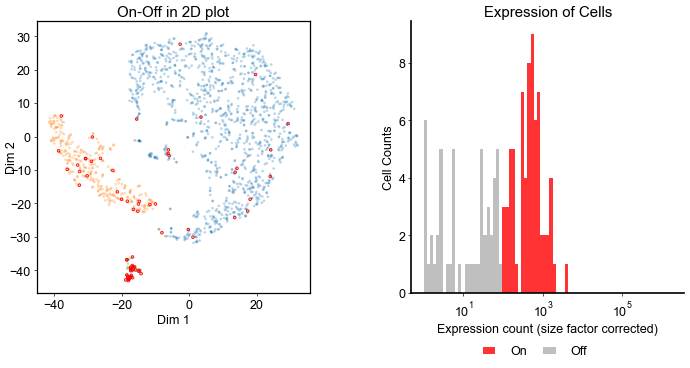 On-Off in 2D plot
30
20
10
0
−10
−20
−30
−40
Dim 2
−40 −20 0 20
Dim 1
Expression of Cells
8
6
4
2
0
Cell Counts
10^1 10^3 10^5
Expression count (size factor corrected)
On Off